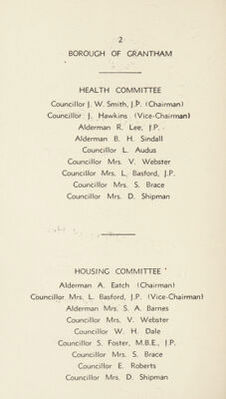 2
BOROUGH OF GRANTHAM
HEALTH COMMITTEE
Councillor J. W. Smith, J.P. (Chairman)
Councillor J. Hawkins (Vice-Chairman)
Alderman R. Lee, J.P.
Alderman B. H. Sindall
Councillor L. Audus
Councillor Mrs. V. Webster
Councillor Mrs. L. Basford, J.P.
Councillor Mrs. S. Brace
Councillor Mrs. D. Shipman
HOUSING COMMITTEE
Alderman A. Eatch (Chairman)
Councillor Mrs. L. Basford, J.P. (Vice-Chairman)
Alderman Mrs. S. A. Barnes
Councillor Mrs. V. Webster
Councillor W. H. Dale
Councillor S. Foster, M.B.E., J.P.
Councillor Mrs. S. Brace
Councillor E. Roberts
Councillor Mrs. D. Shipman